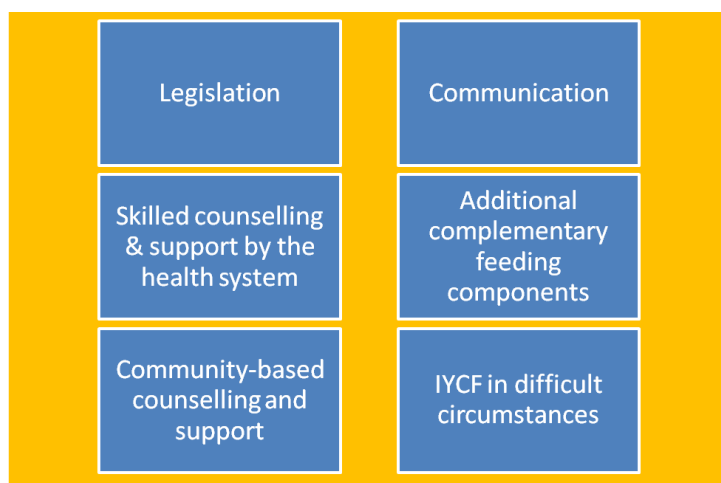 Legislation
Communication
Skilled counselling
& support by the
health system
Additional
complementary
feeding
components
Community-based
counselling and
support
IYCF in difficult
circumstances